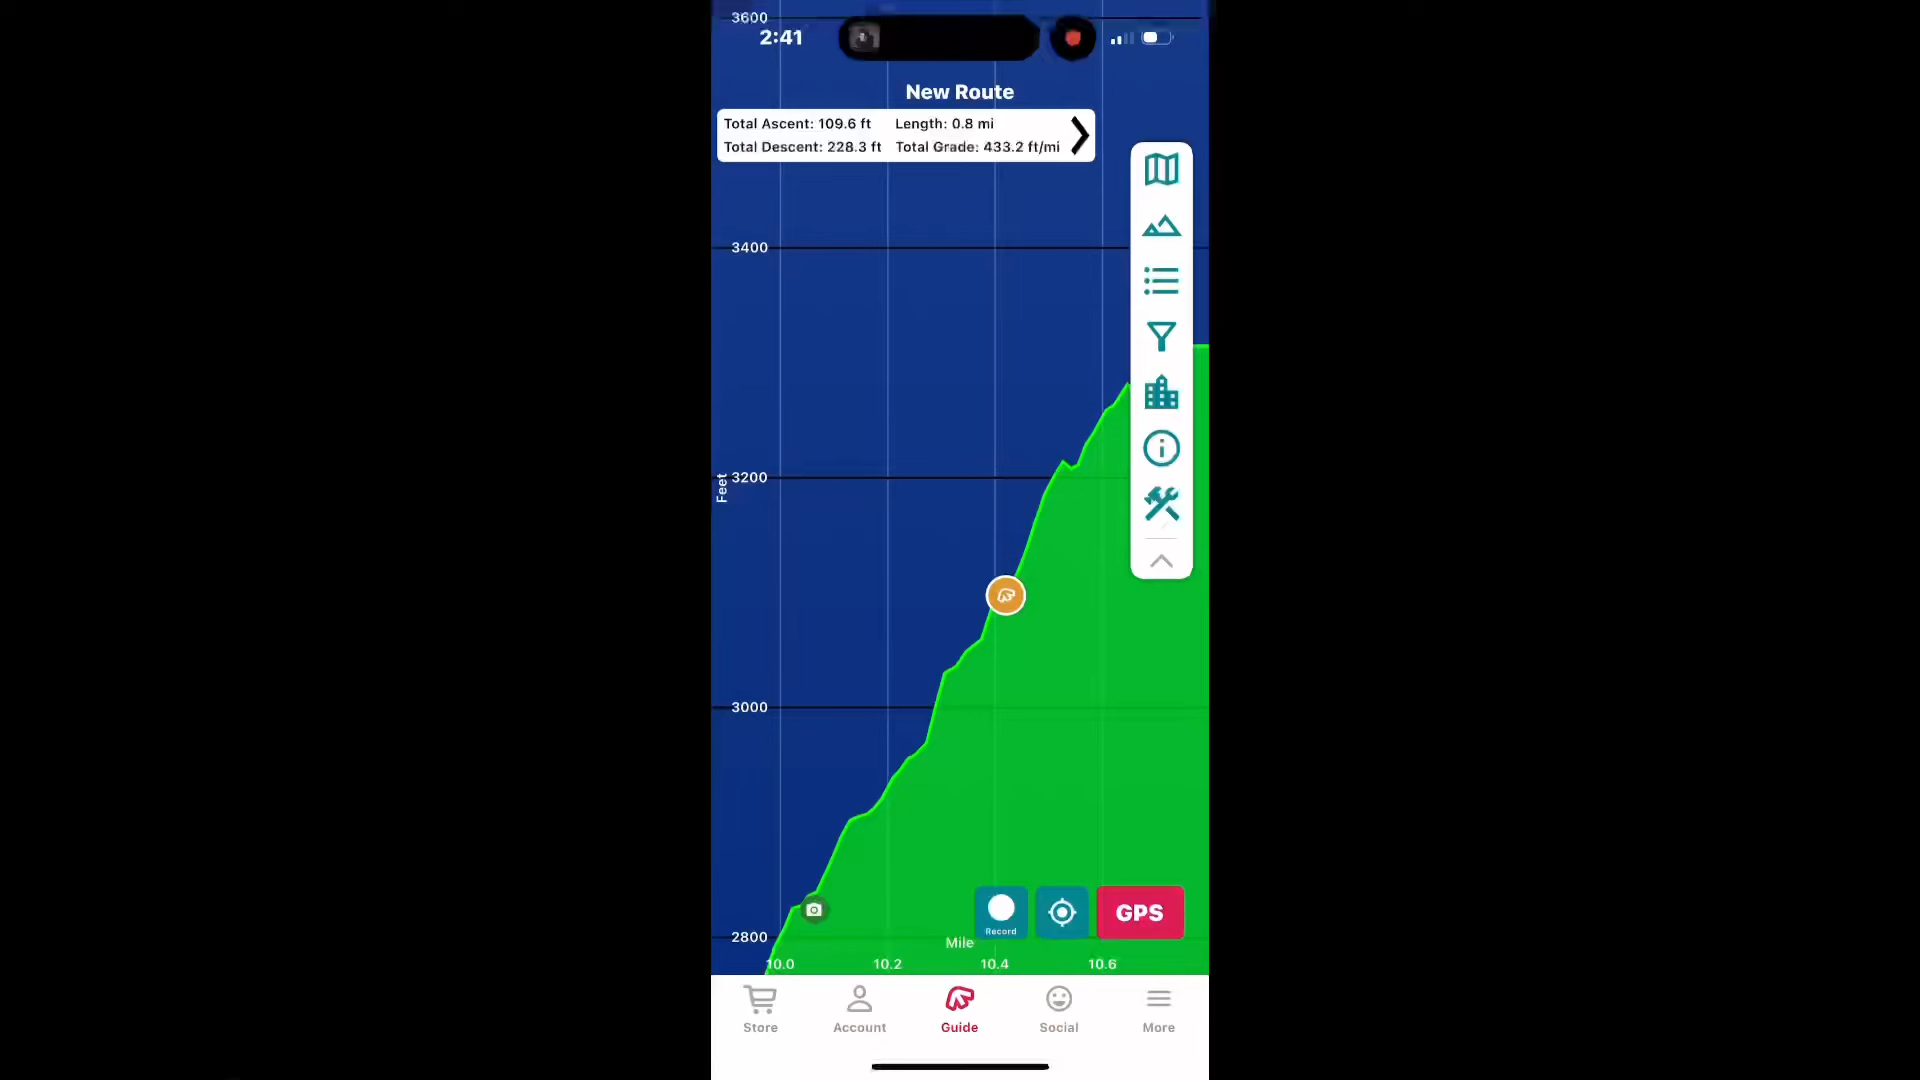 3600
2:41
New Route
Total Ascent: 109.6 ft Length: 0.8 mi
Total Descent: 228.3 ft Total Grade: 433.2 ft/mi
3400
3200
Feet
3000
2800
Record
GPS
Mile
10.0 10.2 10.4 10.6
Store Account Guide Social More